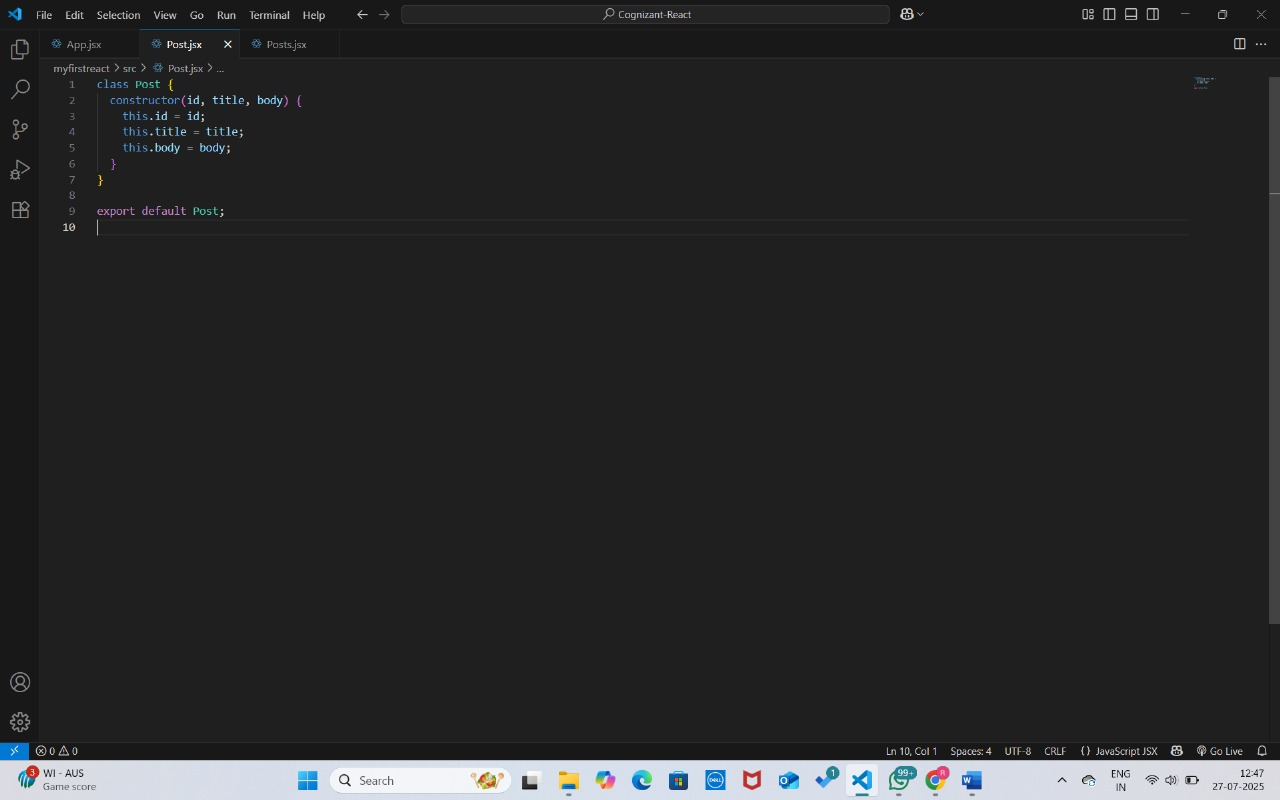 File Edit Selection View Go Run Terminal Help
Cognizant-React
App.jsx Post.jsx Posts.jsx
myfirstreact > src > Post.jsx > ...
1 class Post {
2 constructor(id, title, body) {
3 this.id = id;
4 this.title = title;
5 this.body = body;
6 }
7 }
8
9 export default Post;
10
0 0 Ln 10, Col 1 Spaces: 4 UTF-8 CRLF {} JavaScript JSX Go Live
3 WI - AUS
Game score
Search
DELL
1
99+
R
ENG
IN
12:47
27-07-2025